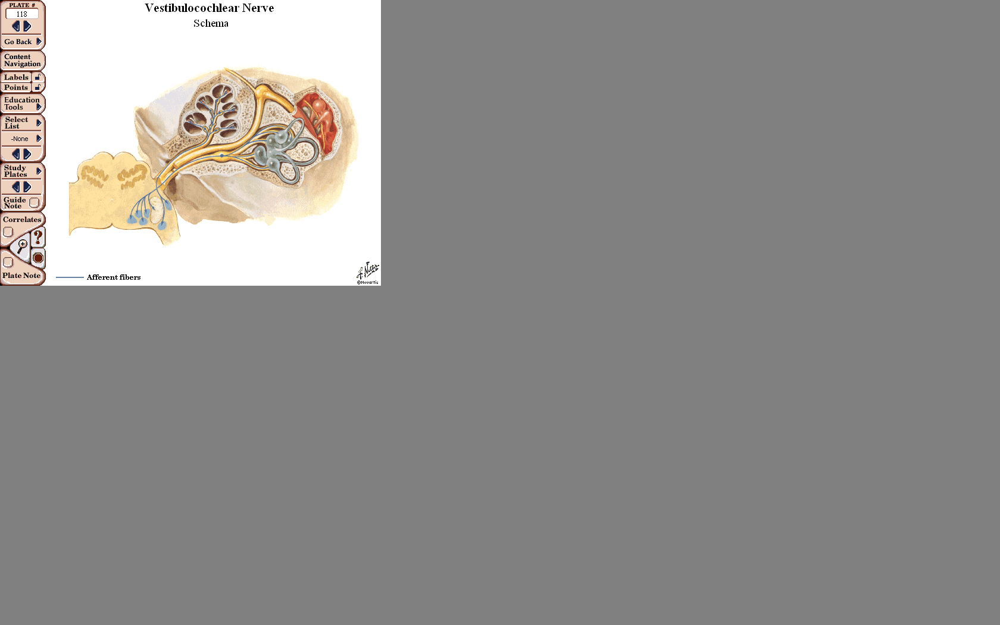 PLATE #
118
Go Back
Content
Navigation
Labels
Points
Education
Tools
Select
List
-None
Study
Plates
Guide
Note
Correlates
?
Plate Note
Vestibulocochlear Nerve
Schema
Afferent fibers
F. Netter
©Novartis